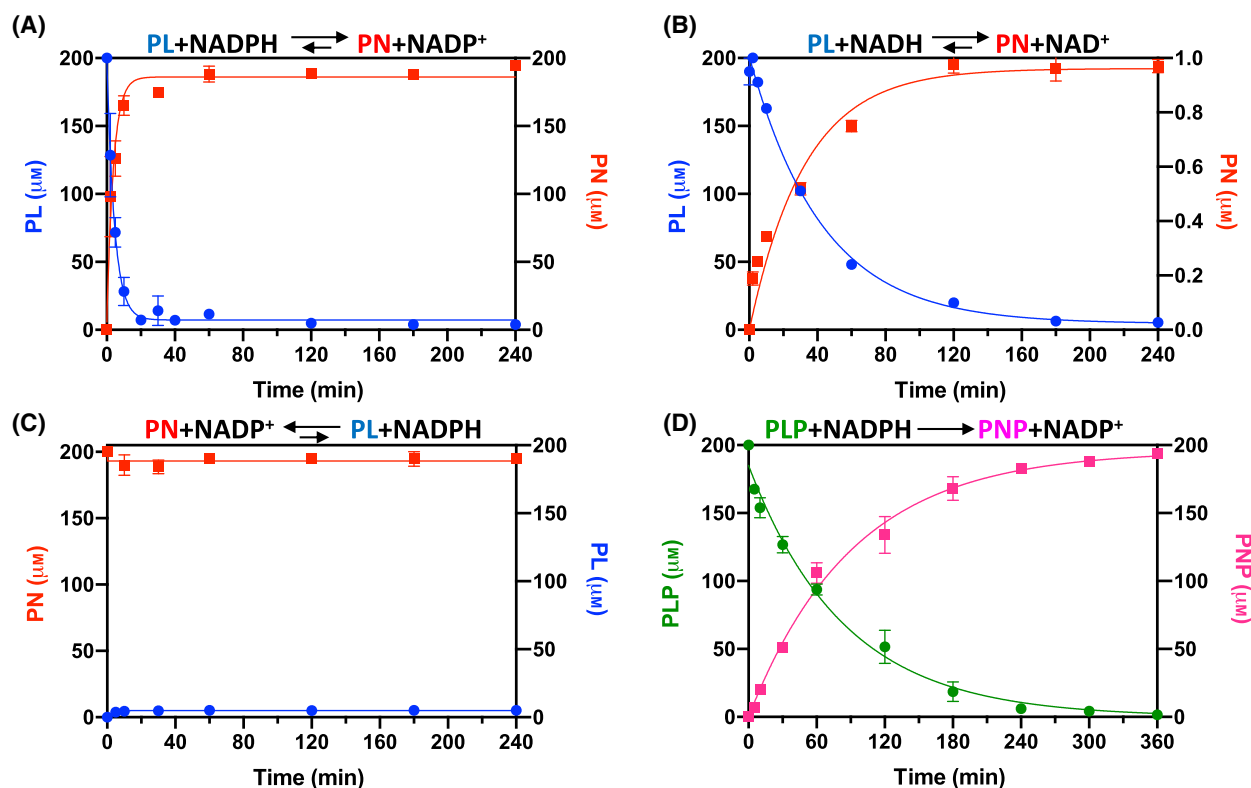 (A)
PL+NADPH PN+NADP⁺
200
150
100
50
0
PL (μM)
200
150
100
50
0
PN (μM)
0 40 80 120 160 200 240
Time (min)
(B)
PL+NADH PN+NAD⁺
200
150
100
50
0
PL (μM)
1.0
0.8
0.6
0.4
0.2
0.0
PN (μM)
0 40 80 120 160 200 240
Time (min)
(C)
PN+NADP⁺ PL+NADPH
200
150
100
50
0
PN (μM)
200
150
100
50
0
PL (μM)
0 40 80 120 160 200 240
Time (min)
(D)
PLP+NADPH PNP+NADP⁺
200
150
100
50
0
PLP (μM)
200
150
100
50
0
PNP (μM)
0 60 120 180 240 300 360
Time (min)